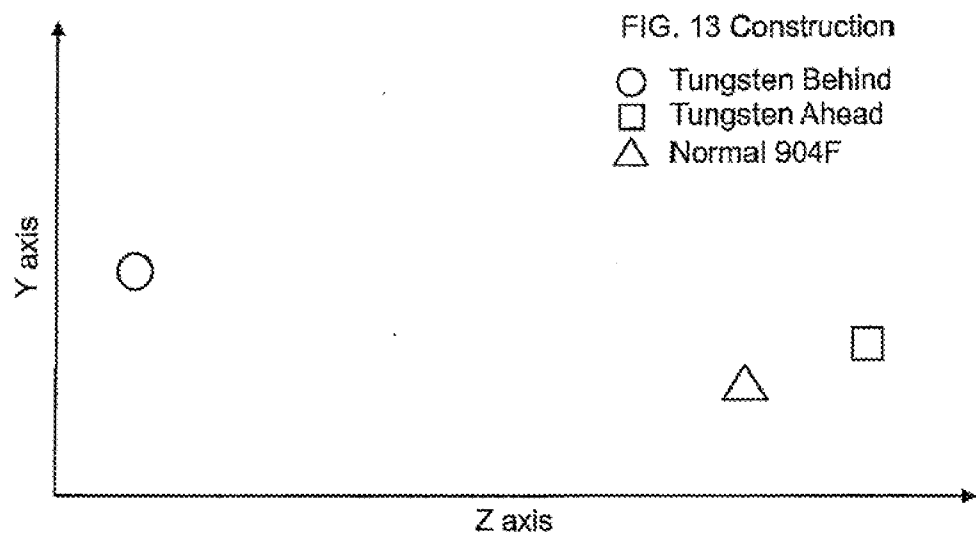 FIG. 13 Construction
Tungsten Behind
Tungsten Ahead
Normal 904F
Y axis
Z axis